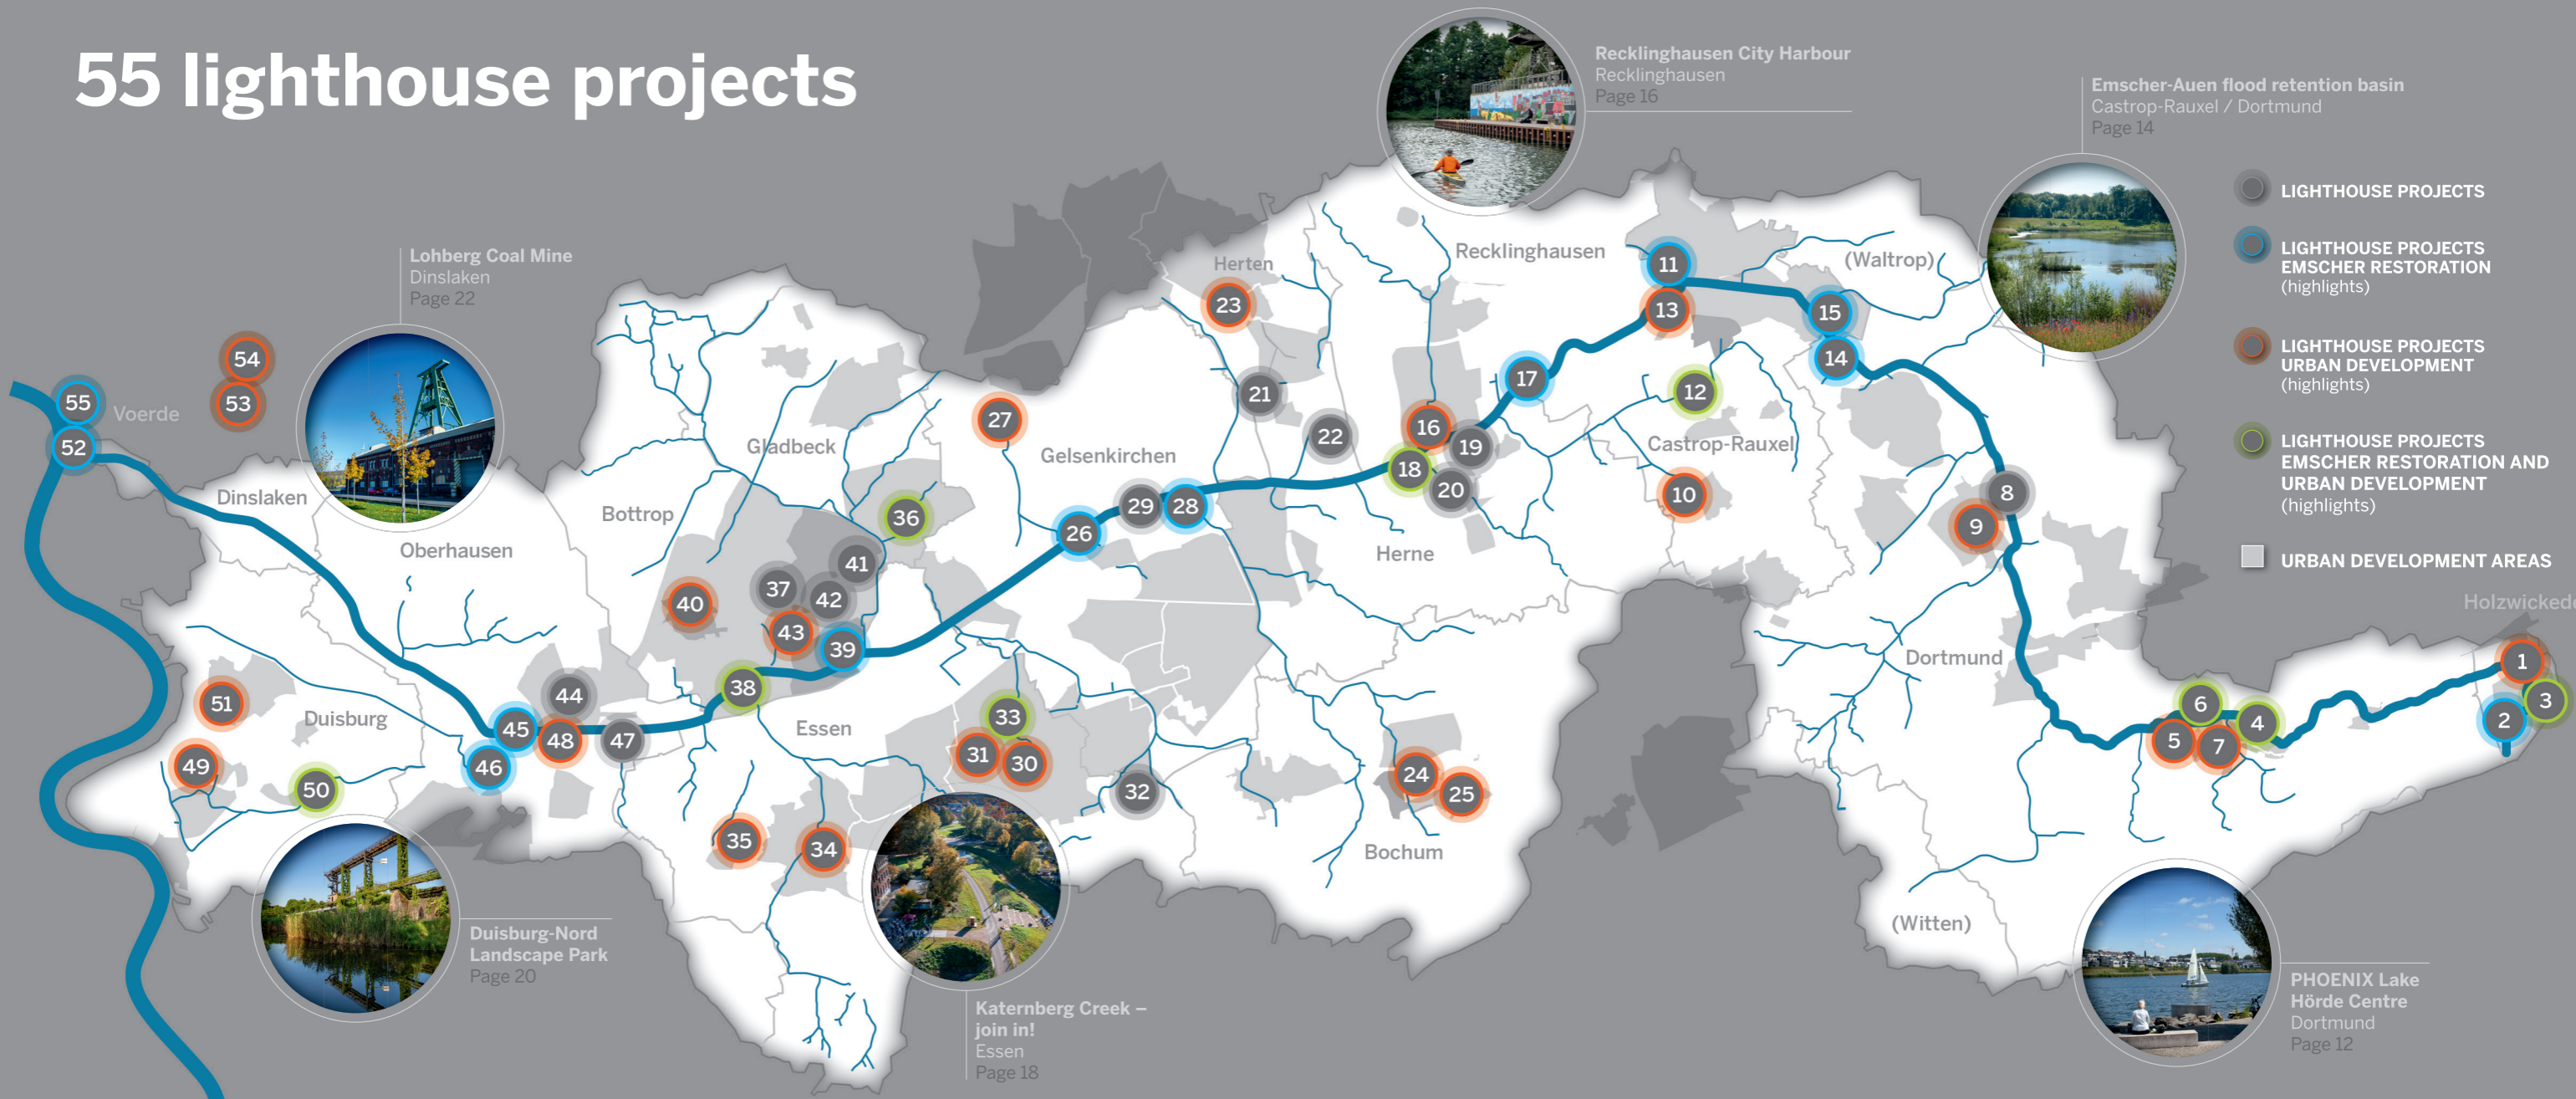 55 lighthouse projects
Recklinghausen City Harbour
Recklinghausen
Page 16
Emscher-Auen flood retention basin
Castrop-Rauxel / Dortmund
Page 14
Lohberg Coal Mine
Dinslaken
Page 22
LIGHTHOUSE PROJECTS
LIGHTHOUSE PROJECTS
EMSCHER RESTORATION
(highlights)
LIGHTHOUSE PROJECTS
URBAN DEVELOPMENT
(highlights)
LIGHTHOUSE PROJECTS
EMSCHER RESTORATION AND
URBAN DEVELOPMENT
(highlights)
URBAN DEVELOPMENT AREAS
Recklinghausen
(Waltrop)
Herten
11
23
13
15
14
54
53
55
Voerde
52
17
12
21
27
16
22
19
18
20
Castrop-Rauxel
10
Gladbeck
Gelsenkirchen
Dinslaken
Bottrop
36
29
28
26
8
9
Oberhausen
Herne
41
37
42
40
43
39
Holzwickede
Dortmund
1
3
2
6
4
5
7
38
44
51
Duisburg
45
48
47
46
49
50
Essen
33
31
30
32
24
25
35
34
Bochum
(Witten)
Duisburg-Nord
Landscape Park
Page 20
Katernberg Creek –
join in!
Essen
Page 18
PHOENIX Lake
Hörde Centre
Dortmund
Page 12